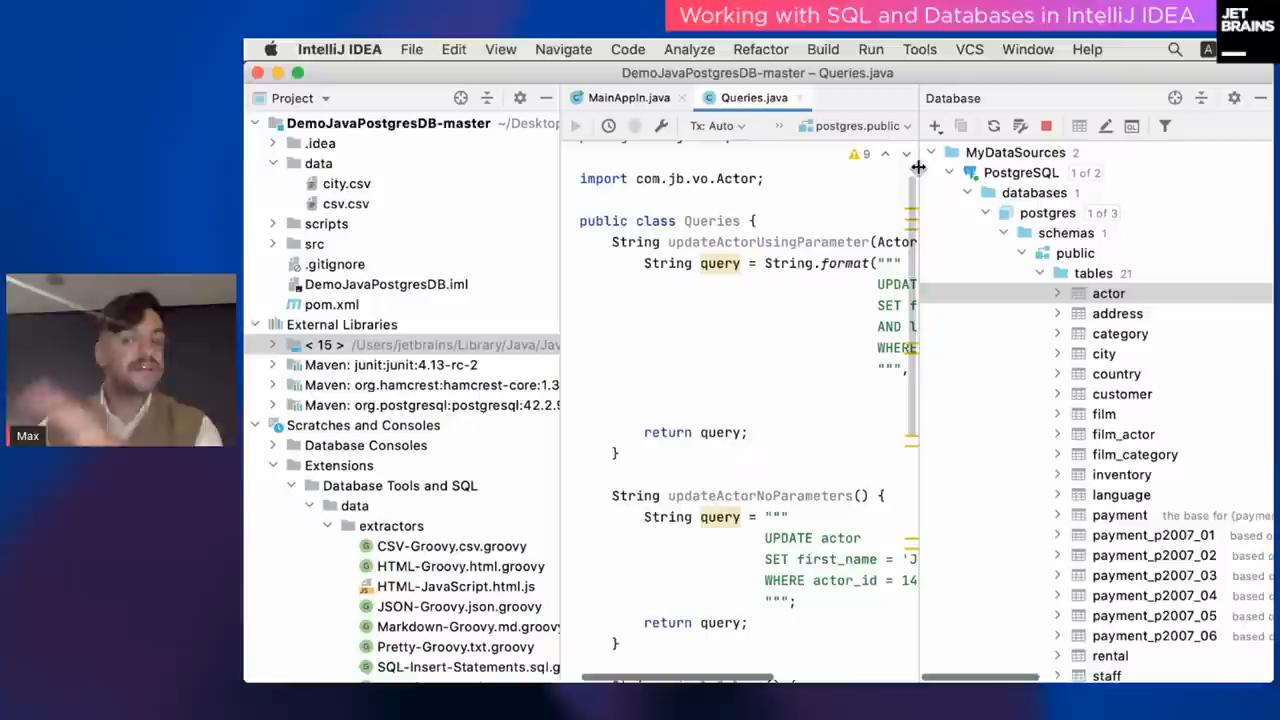 Working with SQL and Databases in IntelliJ IDEA
JET
BRAINS
IntelliJ IDEA File Edit View Navigate Code Analyze Refactor Build Run Tools VCS Window Help A
DemoJavaPostgresDB-master – Queries.java
Project
MainAppIn.java
Queries.java
Database
Tx: Auto
postgres.public
DemoJavaPostgresDB-master ~/Desktop
.idea
data
city.csv
csv.csv
scripts
src
.gitignore
DemoJavaPostgresDB.iml
pom.xml
External Libraries
< 15 > /Users/jetbrains/Library/Java/Jav
Maven: junit:junit:4.13-rc-2
Maven: org.hamcrest:hamcrest-core:1.3
Maven: org.postgresql:postgresql:42.2.9
Scratches and Consoles
Database Consoles
Extensions
Database Tools and SQL
data
extractors
CSV-Groovy.csv.groovy
HTML-Groovy.html.groovy
HTML-JavaScript.html.js
JSON-Groovy.json.groovy
Markdown-Groovy.md.groovy
Pretty-Groovy.txt.groovy
SQL-Insert-Statements.sql.g
9
import com.jb.vo.Actor;
public class Queries {
String updateActorUsingParameter(Actor
String query = String.format("""
UPDAT
SET f
AND l
WHERE
""",
return query;
}
String updateActorNoParameters() {
String query = """
UPDATE actor
SET first_name = 'J
WHERE actor_id = 14
""";
return query;
}
MyDataSources 2
PostgreSQL 1 of 2
databases 1
postgres 1 of 3
schemas 1
public
tables 21
actor
address
category
city
country
customer
film
film_actor
film_category
inventory
language
payment the base for {payme
payment_p2007_01 based o
payment_p2007_02 based o
payment_p2007_03 based o
payment_p2007_04 based o
payment_p2007_05 based o
payment_p2007_06 based o
rental
staff
Max